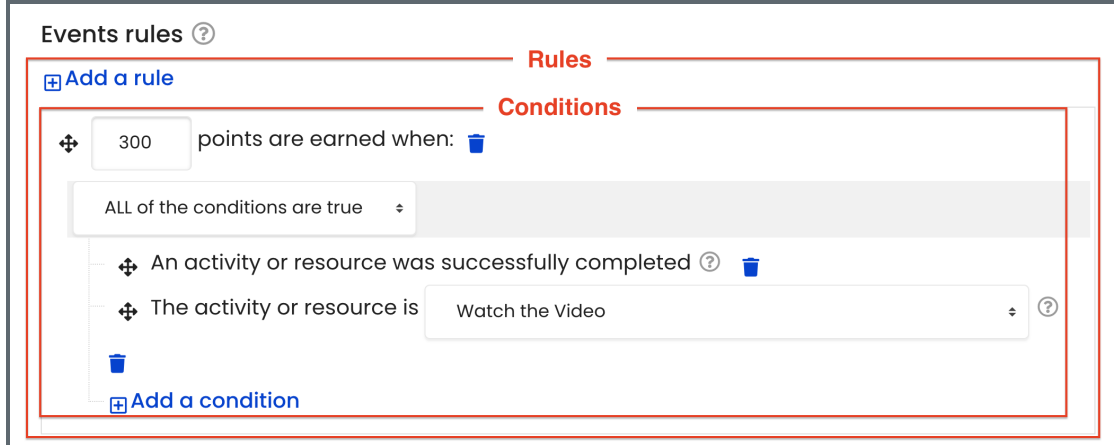 Events rules ?
Rules
Add a rule
Conditions
300 points are earned when:
ALL of the conditions are true
An activity or resource was successfully completed ?
The activity or resource is Watch the Video ?
Add a condition